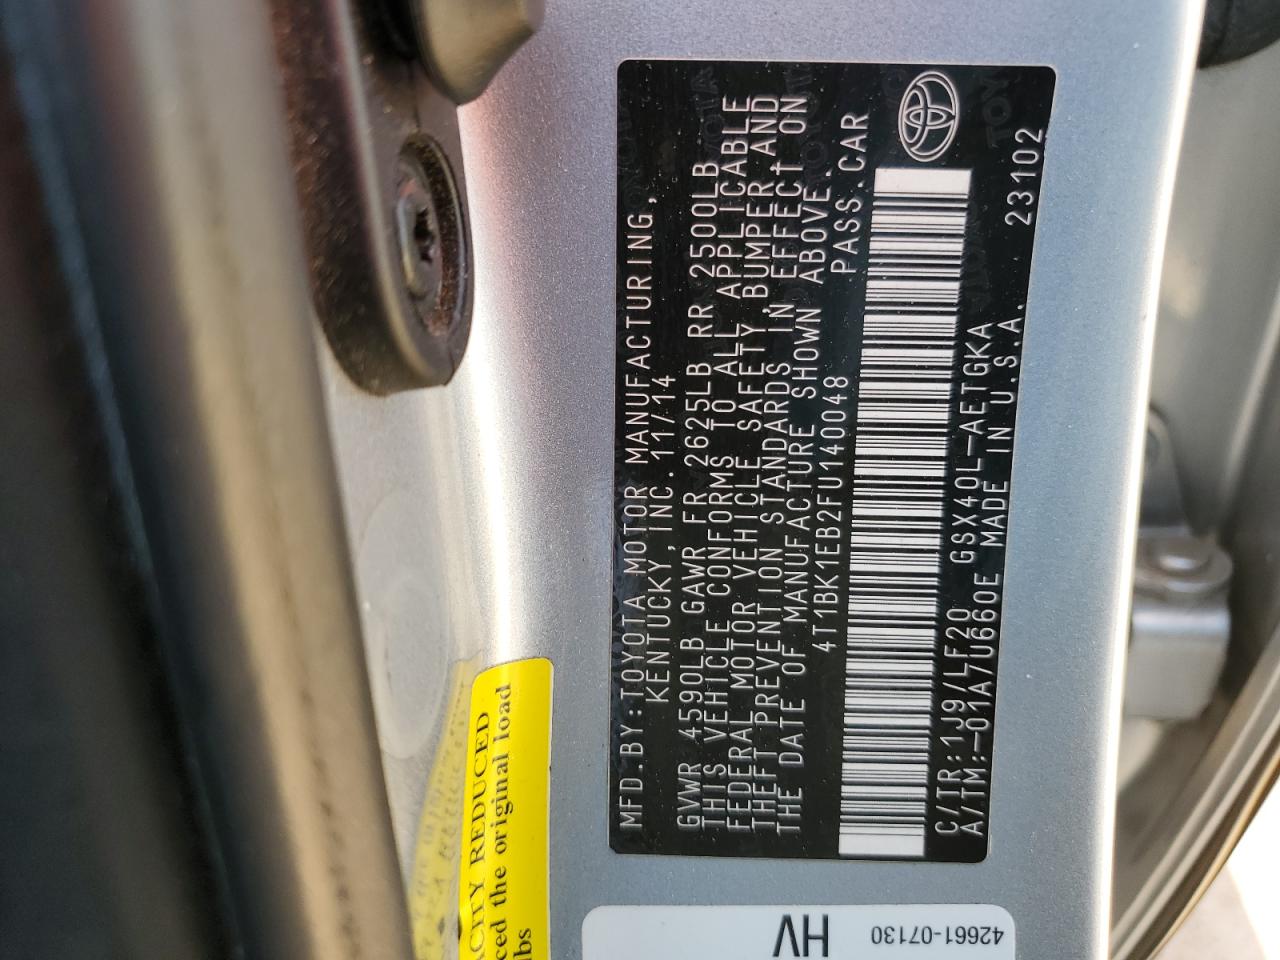 MFD.BY:TOYOTA MOTOR MANUFACTURING,
KENTUCKY,INC. 11/14
GVWR 4590LB GAWR FR 2625LB RR 2500LB
THIS VEHICLE CONFORMS TO ALL APPLICABLE
FEDERAL MOTOR VEHICLE SAFETY, BUMPER,AND
THEFT PREVENTION STANDARDS IN EFFECT ON
THE DATE OF MANUFACTURE SHOWN ABOVE.
4T1BK1EB2FU140048 PASS.CAR
C/TR:1J9/LF20 GSX40L-AETGKA
A/TM:-01A/U660E MADE IN U.S.A. 23102
ACITY REDUCED
ced the original load
lbs
HV
42661-07130